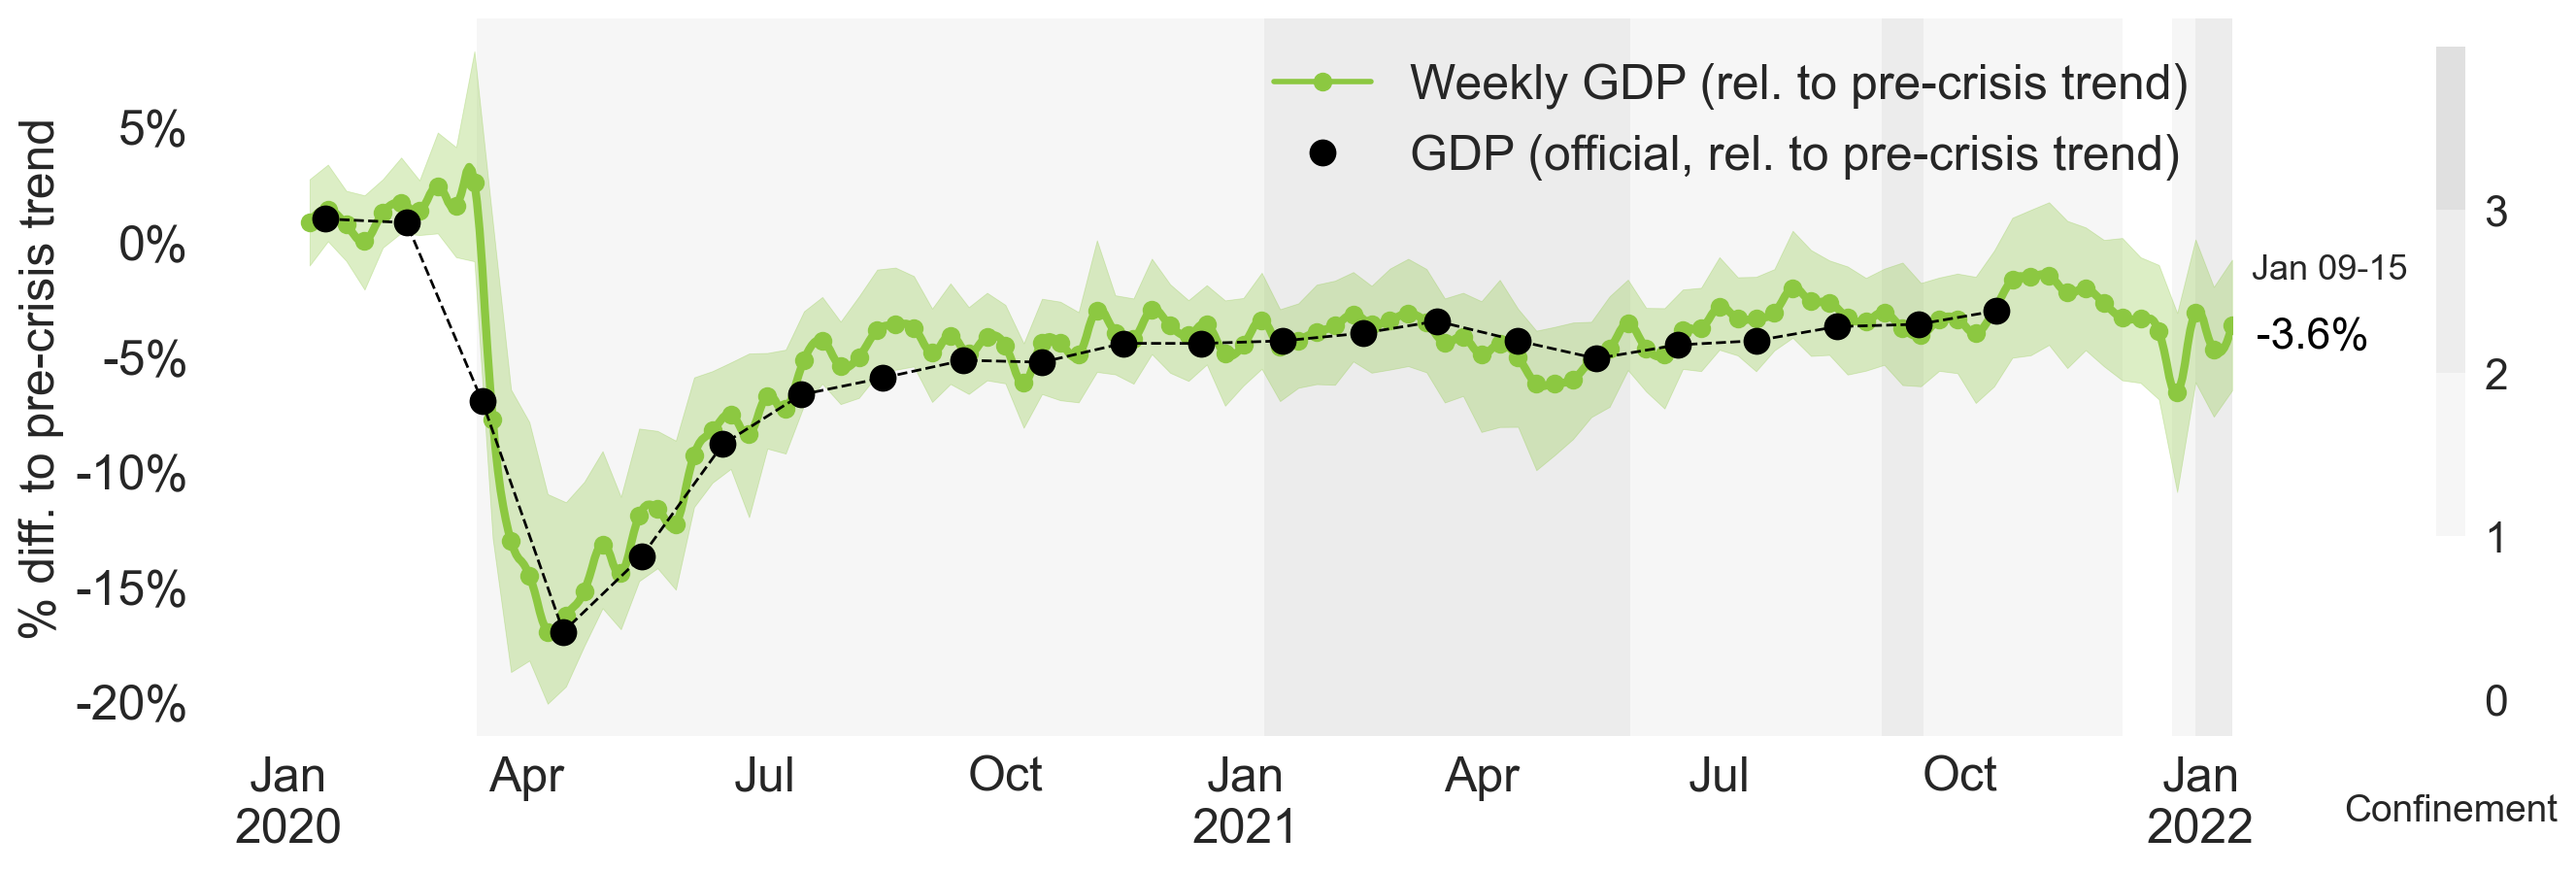 Weekly GDP (rel. to pre-crisis trend)
GDP (official, rel. to pre-crisis trend)
% diff. to pre-crisis trend
5%
0%
-5%
-10%
-15%
-20%
Jan 09-15
-3.6%
3
2
1
0
Confinement
Jan Apr Jul Oct Jan Apr Jul Oct Jan
2020 2021 2022